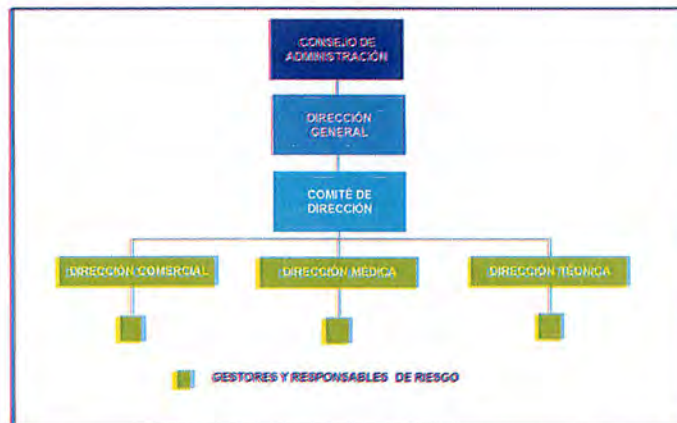 CONSEJO DE
ADMINISTRACIÓN
DIRECCIÓN
GENERAL
COMITÉ DE
DIRECCIÓN
DIRECCIÓN COMERCIAL
DIRECCIÓN MÉDICA
DIRECCIÓN TÉCNICA
GESTORES Y RESPONSABLES DE RIESGO